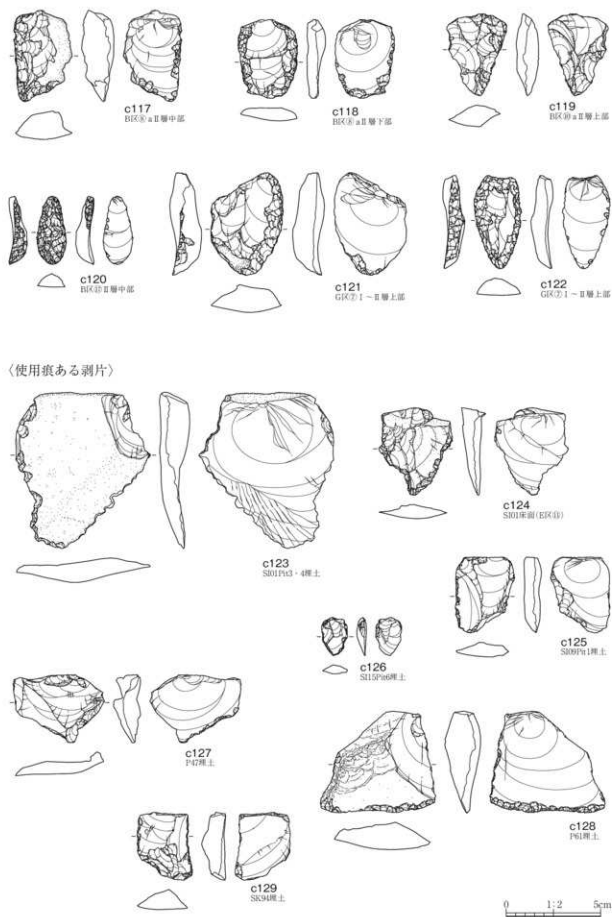 c117
B区⑧aⅡ層中部
c118
B区⑧aⅡ層下部
c119
B区⑩aⅡ層上部
c120
B区⑫Ⅱ層中部
c121
G区⑦Ⅰ～Ⅱ層上部
c122
G区⑦Ⅰ～Ⅱ層上部
〈使用痕ある剥片〉
c123
SI01Pit3・4埋土
c124
SI01床面(E区⑬)
c125
SI09Pit1埋土
c126
SI15Pit6埋土
c127
P47埋土
c128
P61埋土
c129
SK94埋土
0 1:2 5cm